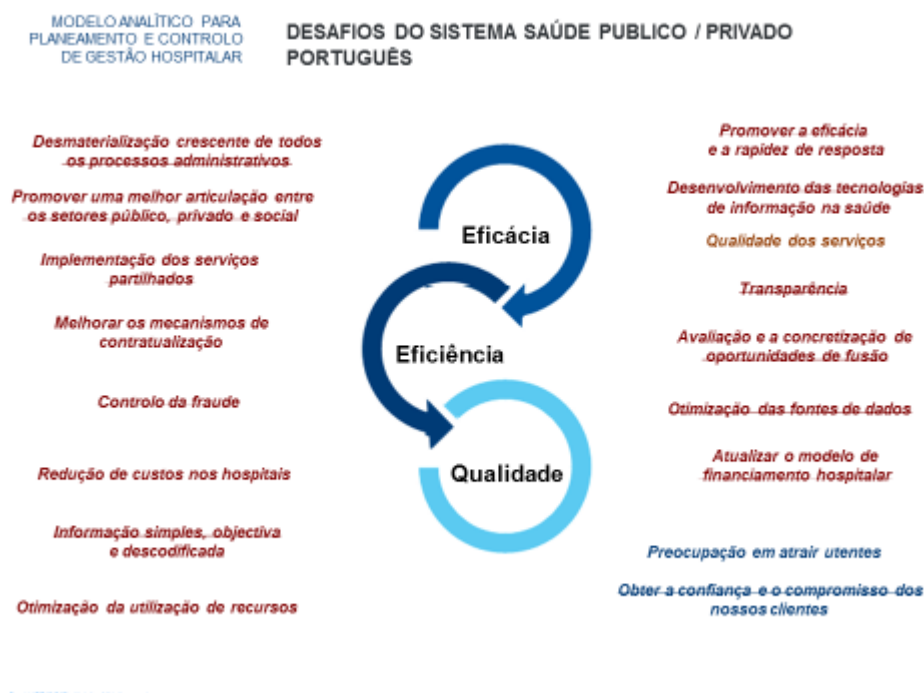 MODELO ANALÍTICO PARA
PLANEAMENTO E CONTROLO
DE GESTÃO HOSPITALAR
DESAFIOS DO SISTEMA SAÚDE PUBLICO / PRIVADO
PORTUGUÊS
Desmaterialização crescente de todos
os processos administrativos
Promover uma melhor articulação entre
os setores público, privado e social
Implementação dos serviços
partilhados
Melhorar os mecanismos de
contratualização
Controlo da fraude
Redução de custos nos hospitais
Informação simples, objectiva
e descodificada
Otimização da utilização de recursos
Eficácia
Eficiência
Qualidade
Promover a eficácia
e a rapidez de resposta
Desenvolvimento das tecnologias
de informação na saúde
Qualidade dos serviços
Transparência
Avaliação e a concretização de
oportunidades de fusão
Otimização das fontes de dados
Atualizar o modelo de
financiamento hospitalar
Preocupação em atrair utentes
Obter a confiança e o compromisso dos
nossos clientes